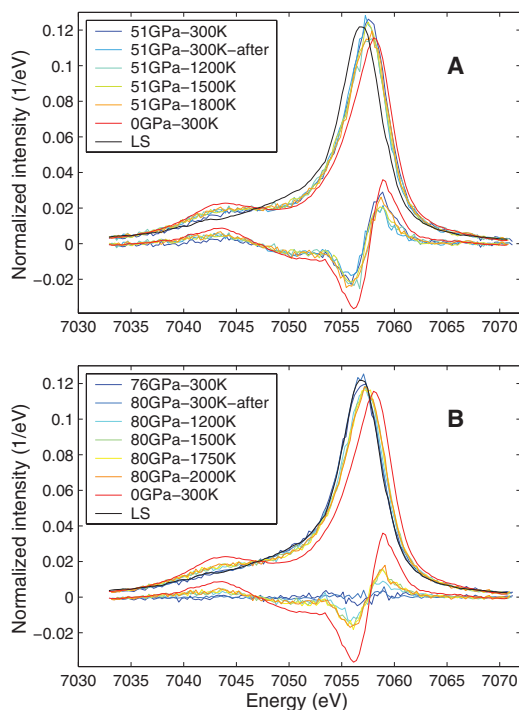 A
51GPa−300K
51GPa−300K−after
51GPa−1200K
51GPa−1500K
51GPa−1800K
0GPa−300K
LS
Normalized intensity (1/eV)
0.12
0.1
0.08
0.06
0.04
0.02
0
−0.02
7030 7040 7050 7060 7070
B
76GPa−300K
80GPa−300K−after
80GPa−1200K
80GPa−1500K
80GPa−1750K
80GPa−2000K
0GPa−300K
LS
Normalized intensity (1/eV)
0.12
0.1
0.08
0.06
0.04
0.02
0
−0.02
7030 7035 7040 7045 7050 7055 7060 7065 7070
Energy (eV)